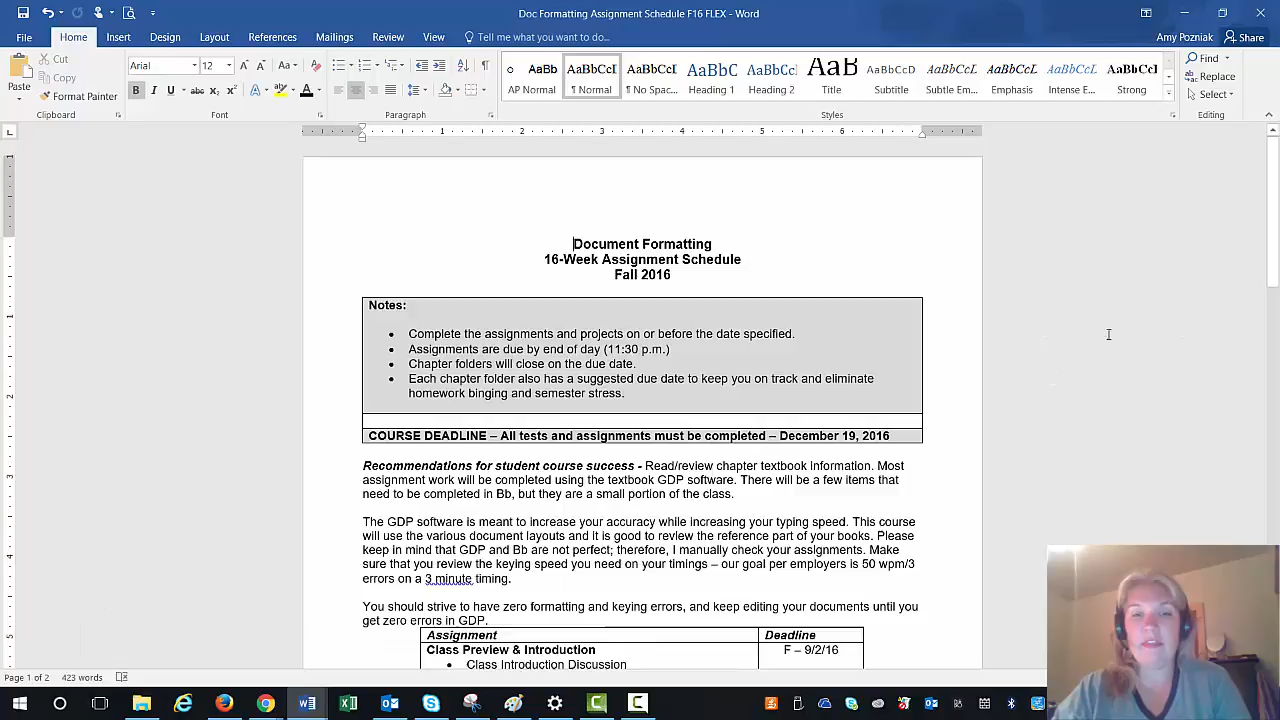 Doc Formatting Assignment Schedule F16 FLEX - Word
File Home Insert Design Layout References Mailings Review View Tell me what you want to do... Amy Pozniak Share
Cut
Copy
Format Painter
Paste
Arial 12
AaBb AaBbCcI AaBbCcI AaBbC AaBbCcI AaB AaBbCcD AaBbCcI AaBbCcI AaBbCcI AaBbCcI
AP Normal ¶ Normal ¶ No Spac... Heading 1 Heading 2 Title Subtitle Subtle Em... Emphasis Intense E... Strong
Find
Replace
Select
Clipboard Font Paragraph Styles Editing
1 2 3 4 5 6
Document Formatting
16-Week Assignment Schedule
Fall 2016
Notes:
• Complete the assignments and projects on or before the date specified.
• Assignments are due by end of day (11:30 p.m.)
• Chapter folders will close on the due date.
• Each chapter folder also has a suggested due date to keep you on track and eliminate
homework binging and semester stress.
COURSE DEADLINE – All tests and assignments must be completed – December 19, 2016
Recommendations for student course success - Read/review chapter textbook Information. Most
assignment work will be completed using the textbook GDP software. There will be a few items that
need to be completed in Bb, but they are a small portion of the class.
The GDP software is meant to increase your accuracy while increasing your typing speed. This course
will use the various document layouts and it is good to review the reference part of your books. Please
keep in mind that GDP and Bb are not perfect; therefore, I manually check your assignments. Make
sure that you review the keying speed you need on your timings – our goal per employers is 50 wpm/3
errors on a 3 minute timing.
You should strive to have zero formatting and keying errors, and keep editing your documents until you
get zero errors in GDP.
Assignment Deadline
Class Preview & Introduction F – 9/2/16
• Class Introduction Discussion
Page 1 of 2 423 words